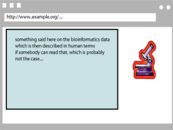 http://www.example.org/...
something said here on the bioinformatics data
which is then described in human-terms
if somebody can read that, which is probably
not the case....